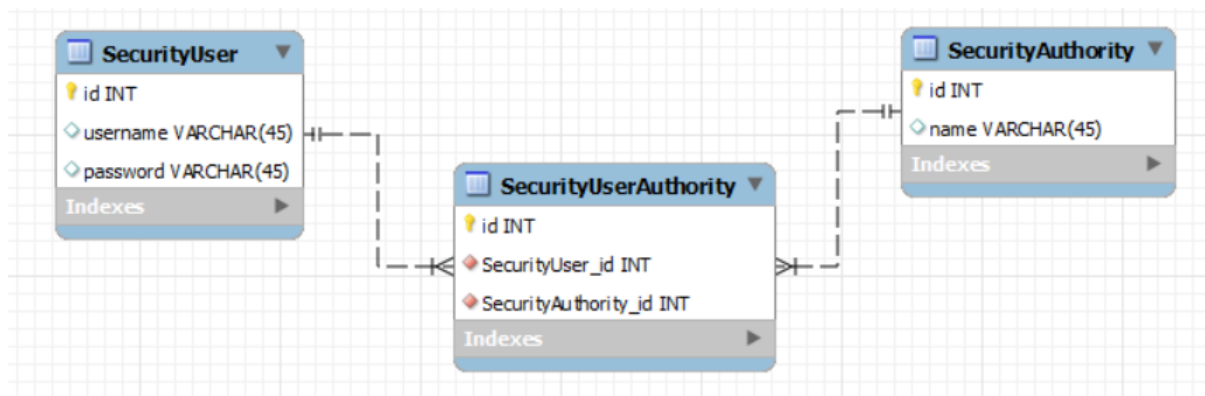 SecurityUser
id INT
username VARCHAR(45)
password VARCHAR(45)
Indexes
SecurityUserAuthority
id INT
SecurityUser_id INT
SecurityAuthority_id INT
Indexes
SecurityAuthority
id INT
name VARCHAR(45)
Indexes